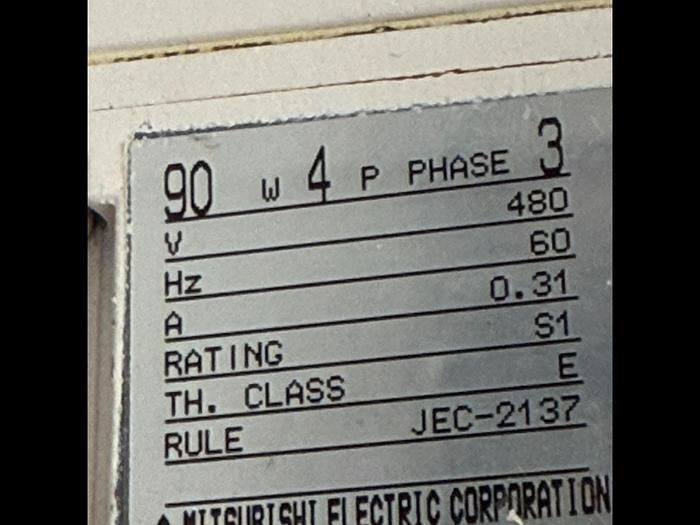 90 W 4 P PHASE 3
V 480
Hz 60
A 0.31
RATING S1
TH. CLASS E
RULE JEC-2137
MITSUBISHI ELECTRIC CORPORATION